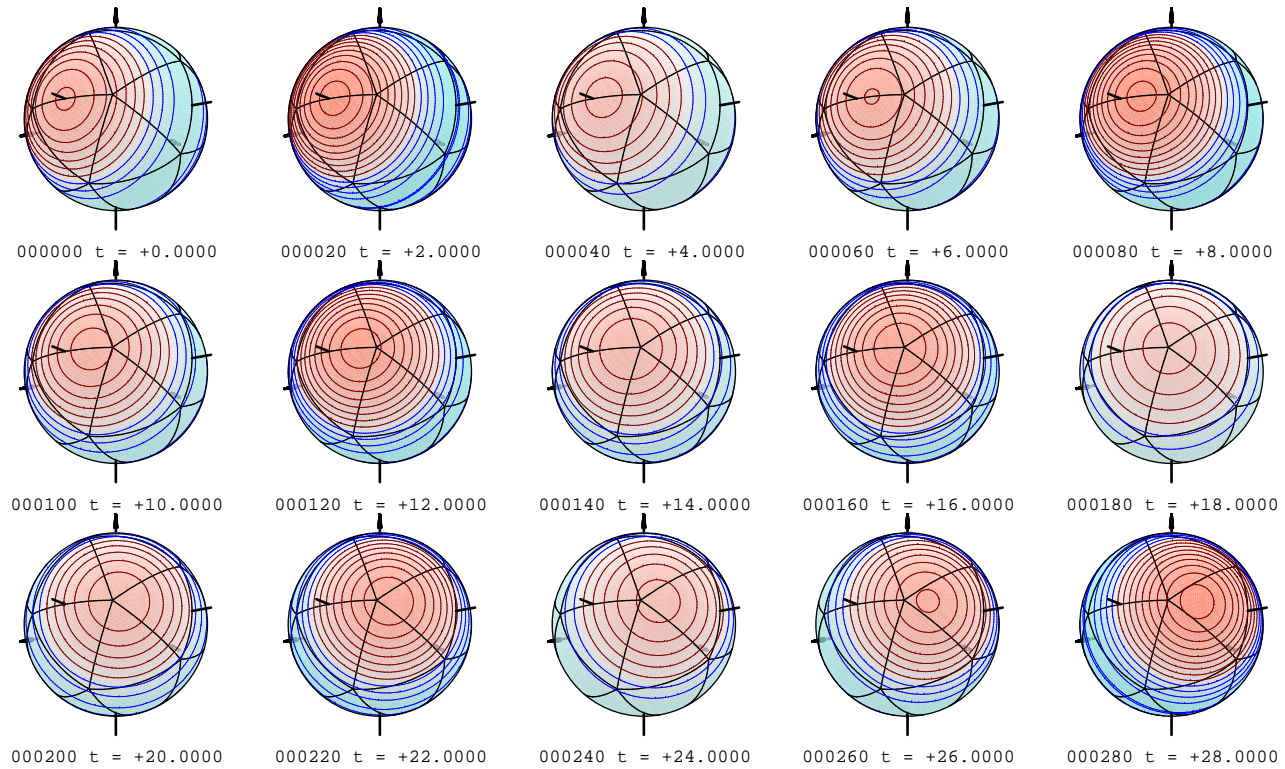 000000 t = +0.0000 000020 t = +2.0000 000040 t = +4.0000 000060 t = +6.0000 000080 t = +8.0000
000100 t = +10.0000 000120 t = +12.0000 000140 t = +14.0000 000160 t = +16.0000 000180 t = +18.0000
000200 t = +20.0000 000220 t = +22.0000 000240 t = +24.0000 000260 t = +26.0000 000280 t = +28.0000